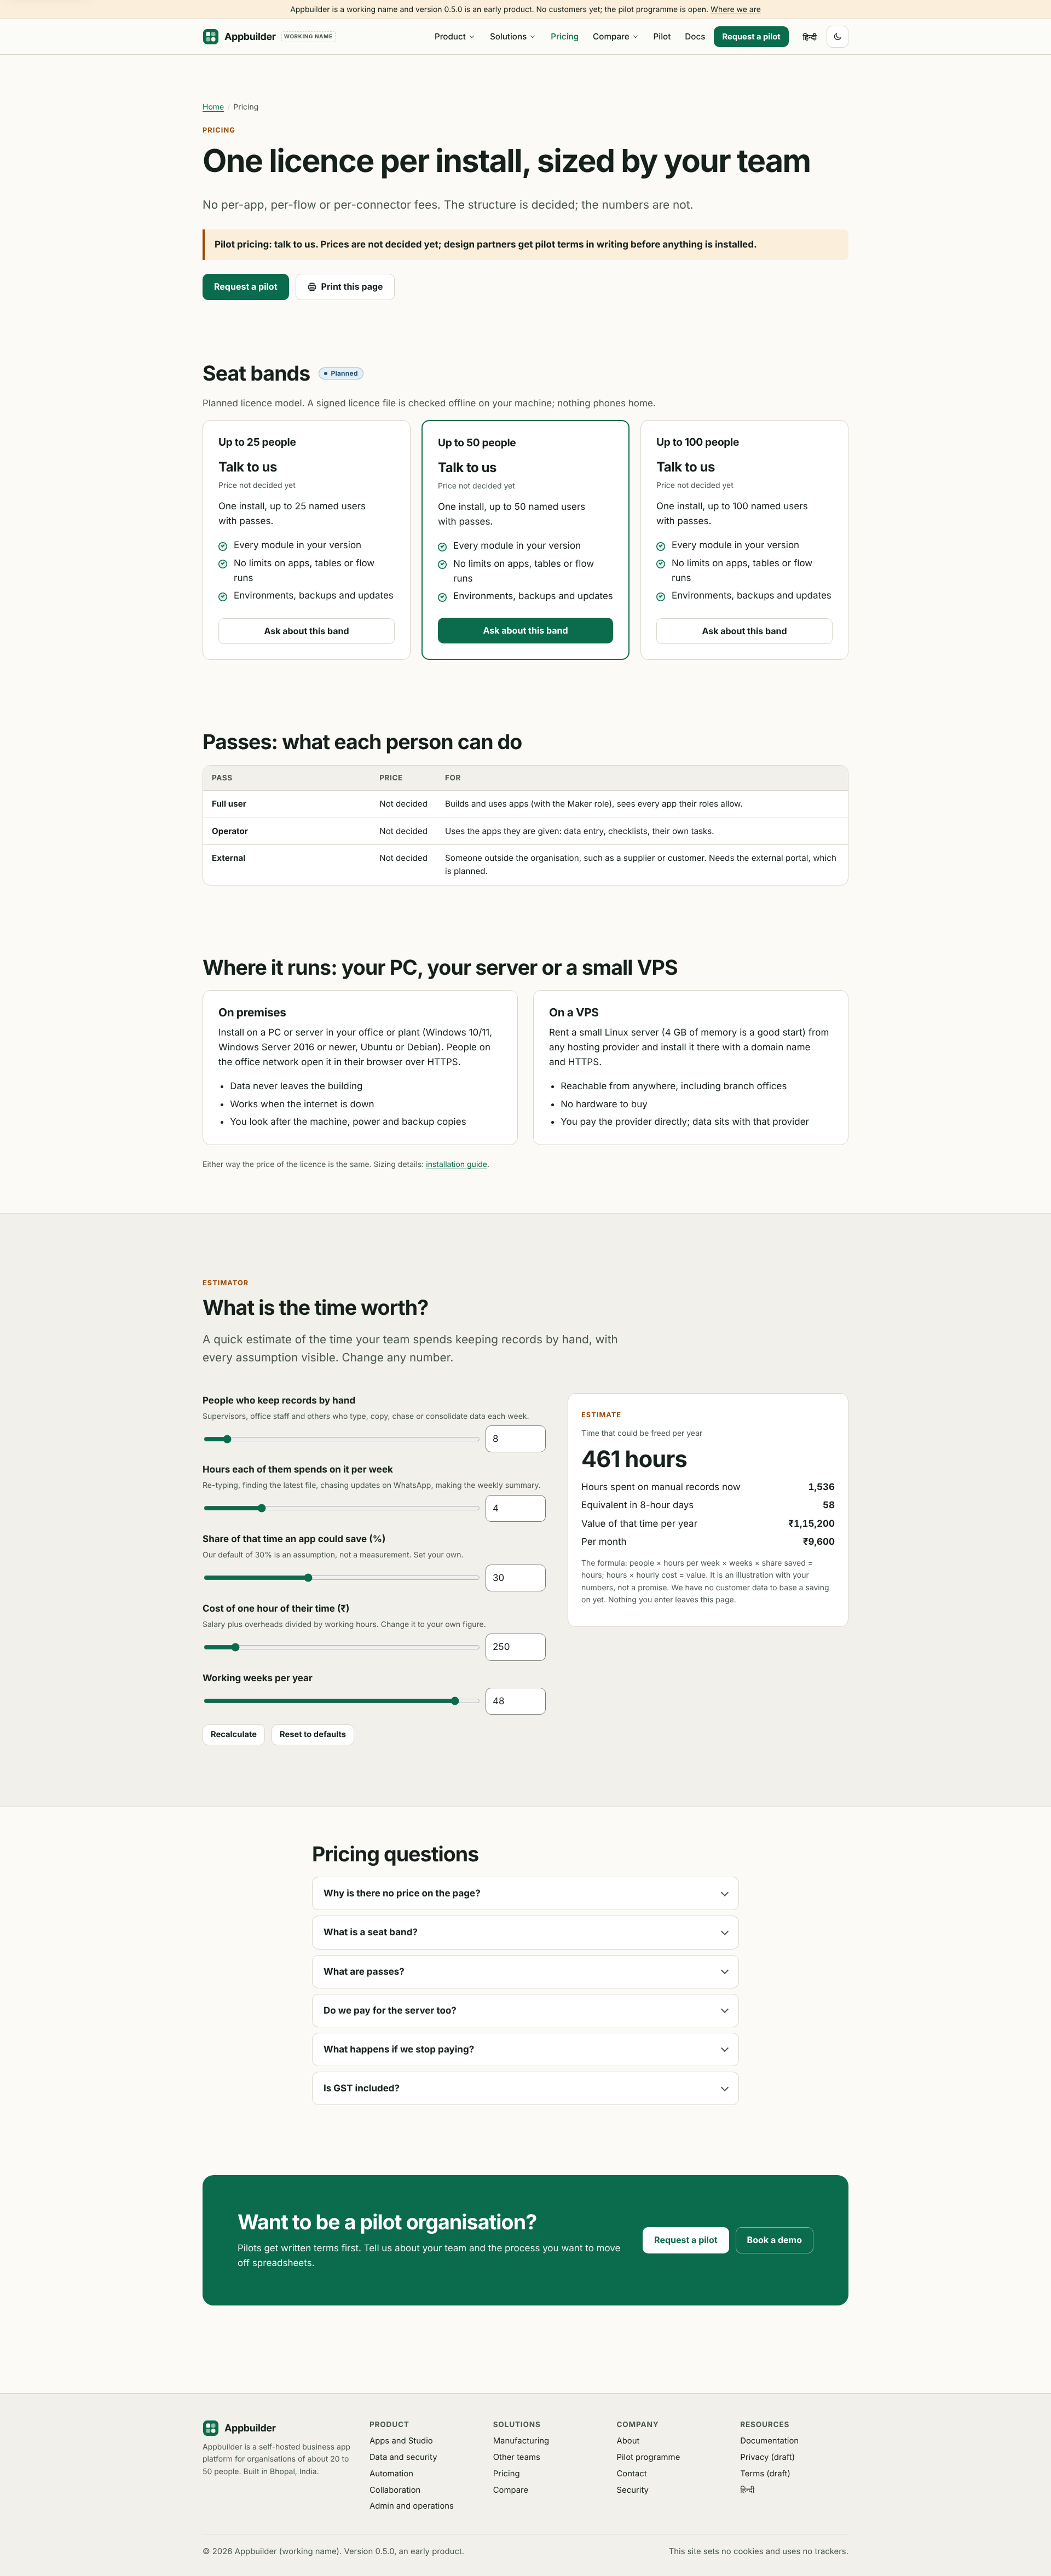 Appbuilder is a working name and version 0.5.0 is an early product. No customers yet; the pilot programme is open. Where we are
Appbuilder WORKING NAME Product Solutions Pricing Compare Pilot Docs Request a pilot हिन्दी
Home / Pricing
PRICING
One licence per install, sized by your team
No per-app, per-flow or per-connector fees. The structure is decided; the numbers are not.
Pilot pricing: talk to us. Prices are not decided yet; design partners get pilot terms in writing before anything is installed.
Request a pilot Print this page
Seat bands Planned
Planned licence model. A signed licence file is checked offline on your machine; nothing phones home.
Up to 25 people
Talk to us
Price not decided yet
One install, up to 25 named users
with passes.
Every module in your version
No limits on apps, tables or flow
runs
Environments, backups and updates
Ask about this band
Up to 50 people
Talk to us
Price not decided yet
One install, up to 50 named users
with passes.
Every module in your version
No limits on apps, tables or flow
runs
Environments, backups and updates
Ask about this band
Up to 100 people
Talk to us
Price not decided yet
One install, up to 100 named users
with passes.
Every module in your version
No limits on apps, tables or flow
runs
Environments, backups and updates
Ask about this band
Passes: what each person can do
PASS PRICE FOR
Full user Not decided Builds and uses apps (with the Maker role), sees every app their roles allow.
Operator Not decided Uses the apps they are given: data entry, checklists, their own tasks.
External Not decided Someone outside the organisation, such as a supplier or customer. Needs the external portal, which
is planned.
Where it runs: your PC, your server or a small VPS
On premises
Install on a PC or server in your office or plant (Windows 10/11,
Windows Server 2016 or newer, Ubuntu or Debian). People on
the office network open it in their browser over HTTPS.
• Data never leaves the building
• Works when the internet is down
• You look after the machine, power and backup copies
On a VPS
Rent a small Linux server (4 GB of memory is a good start) from
any hosting provider and install it there with a domain name
and HTTPS.
• Reachable from anywhere, including branch offices
• No hardware to buy
• You pay the provider directly; data sits with that provider
Either way the price of the licence is the same. Sizing details: installation guide.
ESTIMATOR
What is the time worth?
A quick estimate of the time your team spends keeping records by hand, with
every assumption visible. Change any number.
People who keep records by hand
Supervisors, office staff and others who type, copy, chase or consolidate data each week.
8
Hours each of them spends on it per week
Re-typing, finding the latest file, chasing updates on WhatsApp, making the weekly summary.
4
Share of that time an app could save (%)
Our default of 30% is an assumption, not a measurement. Set your own.
30
Cost of one hour of their time (₹)
Salary plus overheads divided by working hours. Change it to your own figure.
250
Working weeks per year
48
Recalculate Reset to defaults
ESTIMATE
Time that could be freed per year
461 hours
Hours spent on manual records now 1,536
Equivalent in 8-hour days 58
Value of that time per year ₹1,15,200
Per month ₹9,600
The formula: people × hours per week × weeks × share saved =
hours; hours × hourly cost = value. It is an illustration with your
numbers, not a promise. We have no customer data to base a saving
on yet. Nothing you enter leaves this page.
Pricing questions
Why is there no price on the page?
What is a seat band?
What are passes?
Do we pay for the server too?
What happens if we stop paying?
Is GST included?
Want to be a pilot organisation?
Pilots get written terms first. Tell us about your team and the process you want to move
off spreadsheets.
Request a pilot Book a demo
Appbuilder
Appbuilder is a self-hosted business app
platform for organisations of about 20 to
50 people. Built in Bhopal, India.
PRODUCT
Apps and Studio
Data and security
Automation
Collaboration
Admin and operations
SOLUTIONS
Manufacturing
Other teams
Pricing
Compare
COMPANY
About
Pilot programme
Contact
Security
RESOURCES
Documentation
Privacy (draft)
Terms (draft)
हिन्दी
© 2026 Appbuilder (working name). Version 0.5.0, an early product. This site sets no cookies and uses no trackers.